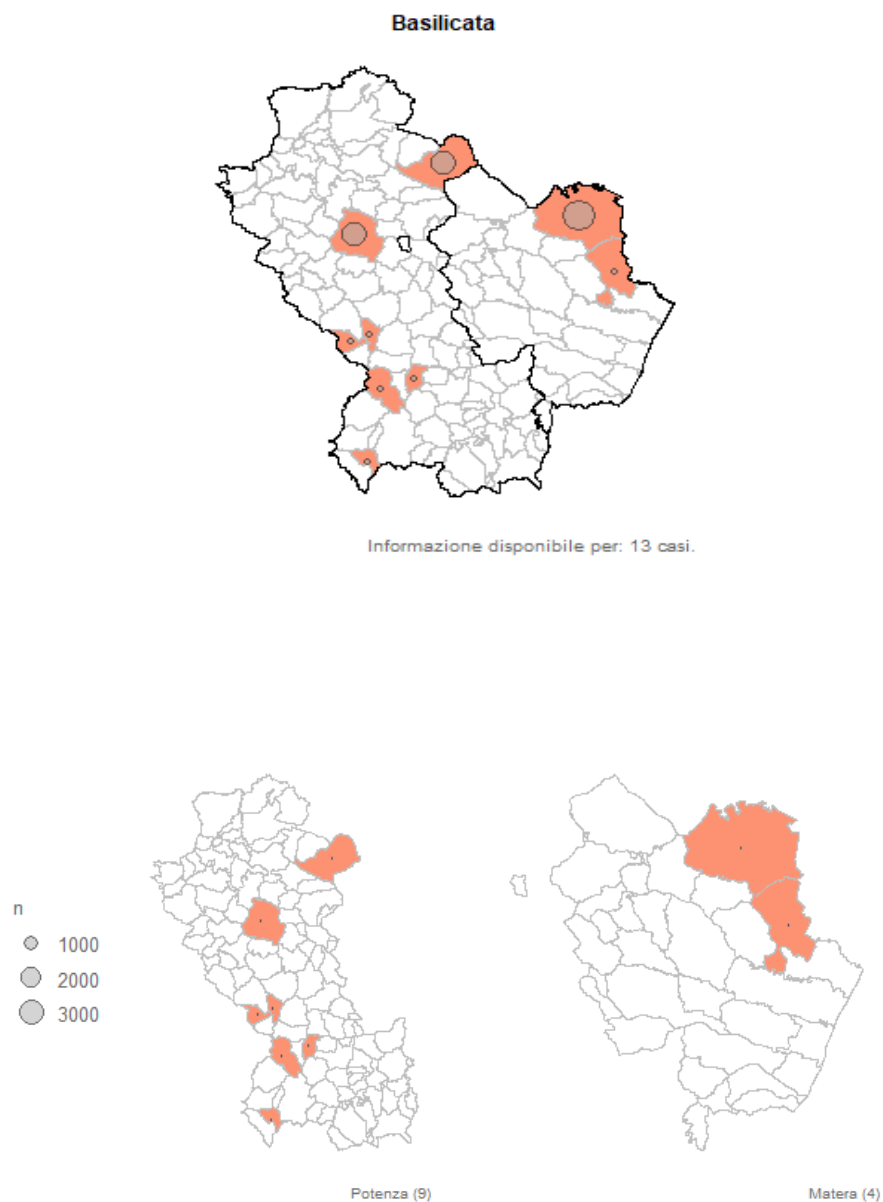 Basilicata
Informazione disponibile per: 13 casi.
n
1000
2000
3000
Potenza (9)
Matera (4)